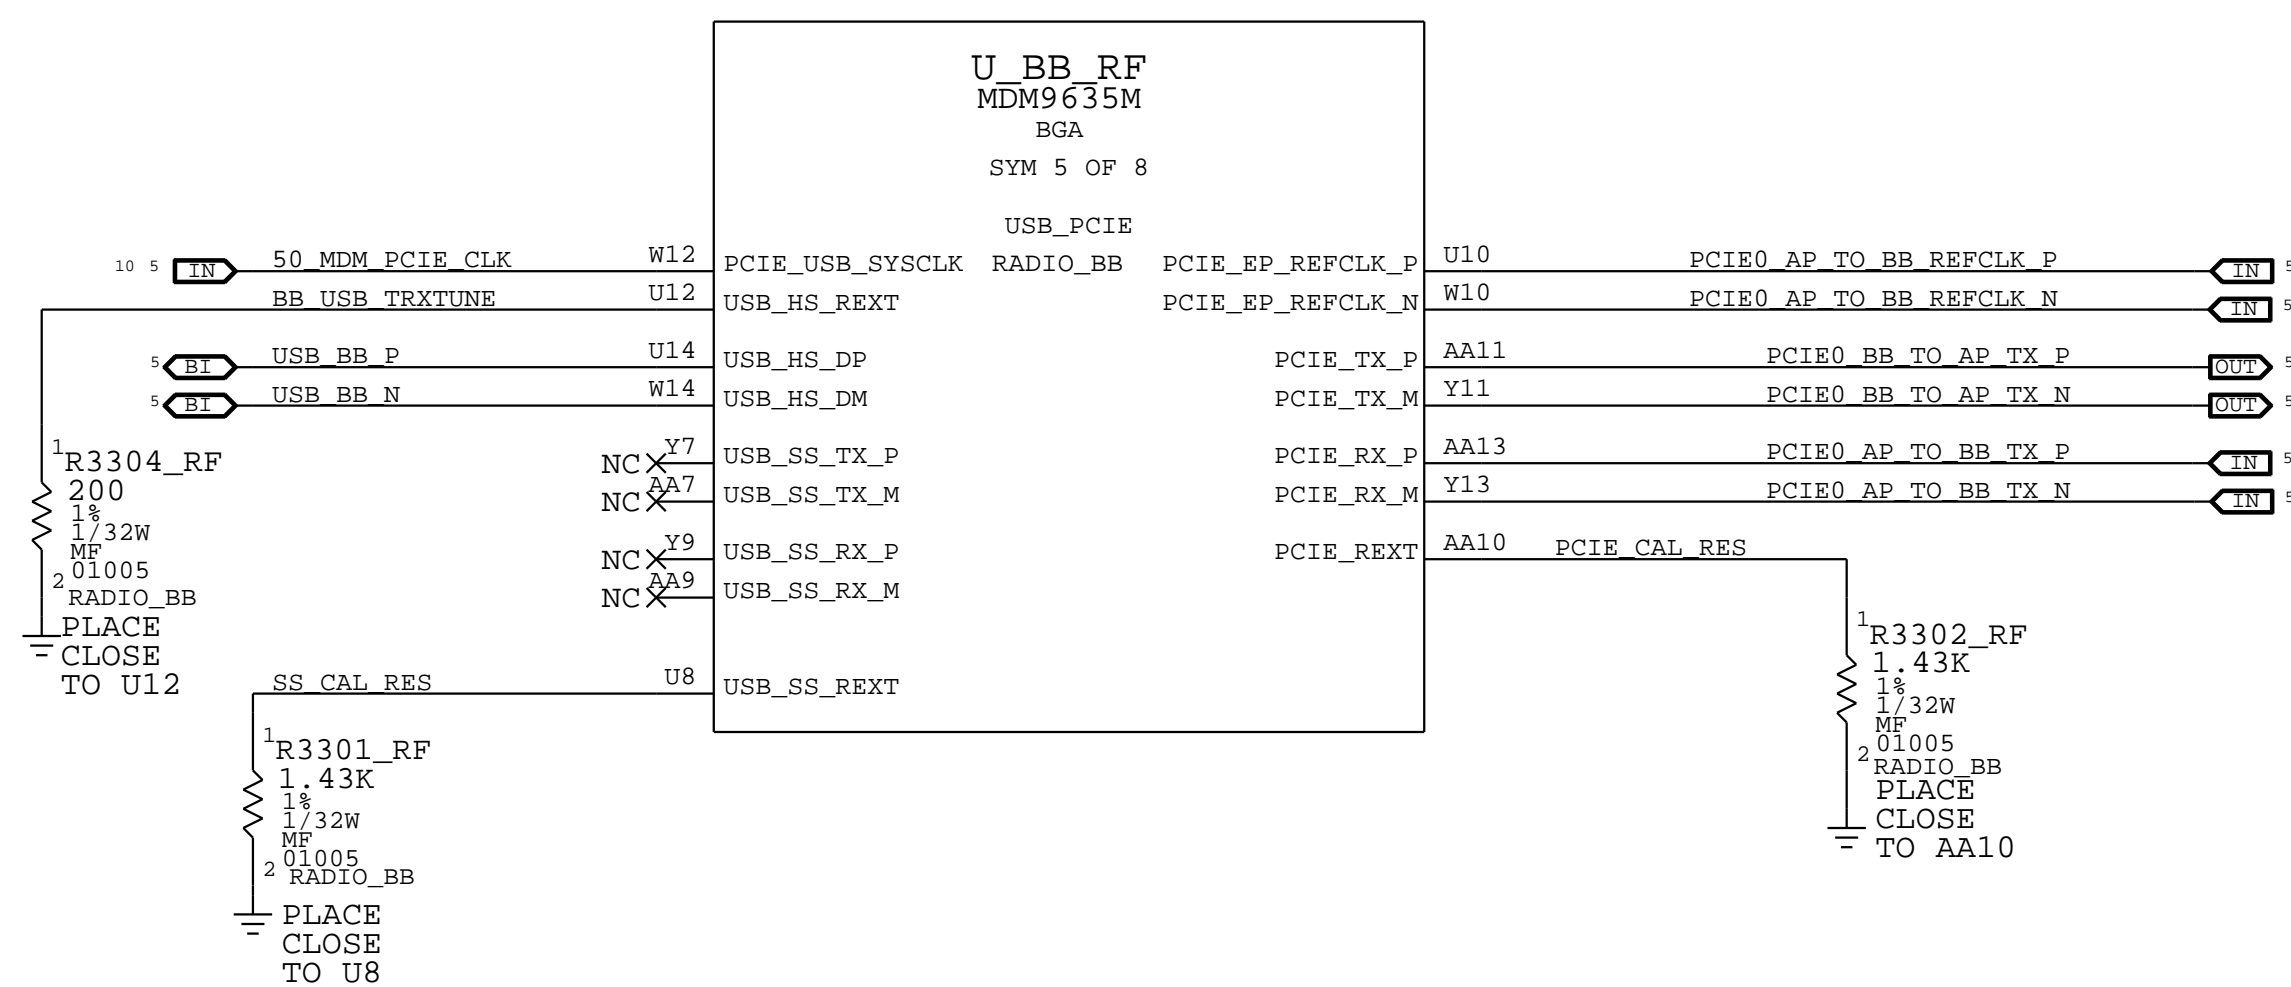 U_BB_RF
MDM9635M
BGA
SYM 5 OF 8
USB_PCIE
RADIO_BB
10 5 IN 50_MDM_PCIE_CLK W12 PCIE_USB_SYSCLK
BB_USB_TRXTUNE U12 USB_HS_REXT
5 BI USB_BB_P U14 USB_HS_DP
5 BI USB_BB_N W14 USB_HS_DM
NC Y7 USB_SS_TX_P
NC AA7 USB_SS_TX_M
NC Y9 USB_SS_RX_P
NC AA9 USB_SS_RX_M
SS_CAL_RES U8 USB_SS_REXT
PCIE_EP_REFCLK_P U10 PCIE0_AP_TO_BB_REFCLK_P IN 5
PCIE_EP_REFCLK_N W10 PCIE0_AP_TO_BB_REFCLK_N IN 5
PCIE_TX_P AA11 PCIE0_BB_TO_AP_TX_P OUT 5
PCIE_TX_M Y11 PCIE0_BB_TO_AP_TX_N OUT 5
PCIE_RX_P AA13 PCIE0_AP_TO_BB_TX_P IN 5
PCIE_RX_M Y13 PCIE0_AP_TO_BB_TX_N IN 5
PCIE_REXT AA10 PCIE_CAL_RES
1
R3304_RF
200
1%
1/32W
MF
01005
2
RADIO_BB
PLACE
CLOSE
TO U12
1
R3301_RF
1.43K
1%
1/32W
MF
01005
2
RADIO_BB
PLACE
CLOSE
TO U8
1
R3302_RF
1.43K
1%
1/32W
MF
01005
2
RADIO_BB
PLACE
CLOSE
TO AA10